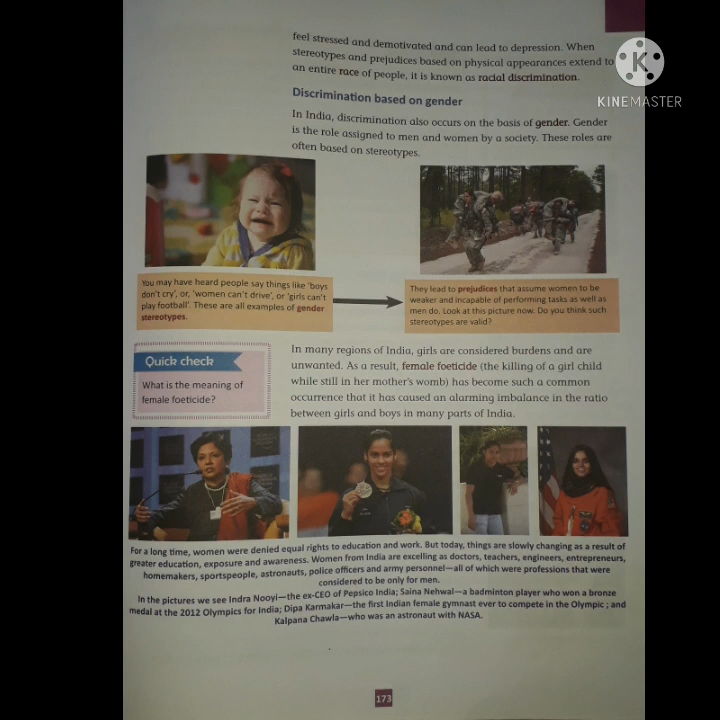 feel stressed and demotivated and can lead to depression. When
stereotypes and prejudices based on physical appearances extend to
an entire race of people, it is known as racial discrimination.
KINEMASTER
Discrimination based on gender
In India, discrimination also occurs on the basis of gender. Gender
is the role assigned to men and women by a society. These roles are
often based on stereotypes.
You may have heard people say things like 'boys
don't cry', or, 'women can't drive', or 'girls can't
play football'. These are all examples of gender
stereotypes.
They lead to prejudices that assume women to be
weaker and incapable of performing tasks as well as
men do. Look at this picture now. Do you think such
stereotypes are valid?
Quick check
What is the meaning of
female foeticide?
In many regions of India, girls are considered burdens and are
unwanted. As a result, female foeticide (the killing of a girl child
while still in her mother's womb) has become such a common
occurrence that it has caused an alarming imbalance in the ratio
between girls and boys in many parts of India.
For a long time, women were denied equal rights to education and work. But today, things are slowly changing as a result of
greater education, exposure and awareness. Women from India are excelling as doctors, teachers, engineers, entrepreneurs,
homemakers, sportspeople, astronauts, police officers and army personnel—all of which were professions that were
considered to be only for men.
In the pictures we see Indra Nooyi—the ex-CEO of Pepsico India; Saina Nehwal—a badminton player who won a bronze
medal at the 2012 Olympics for India; Dipa Karmakar—the first Indian female gymnast ever to compete in the Olympic ; and
Kalpana Chawla—who was an astronaut with NASA.
173